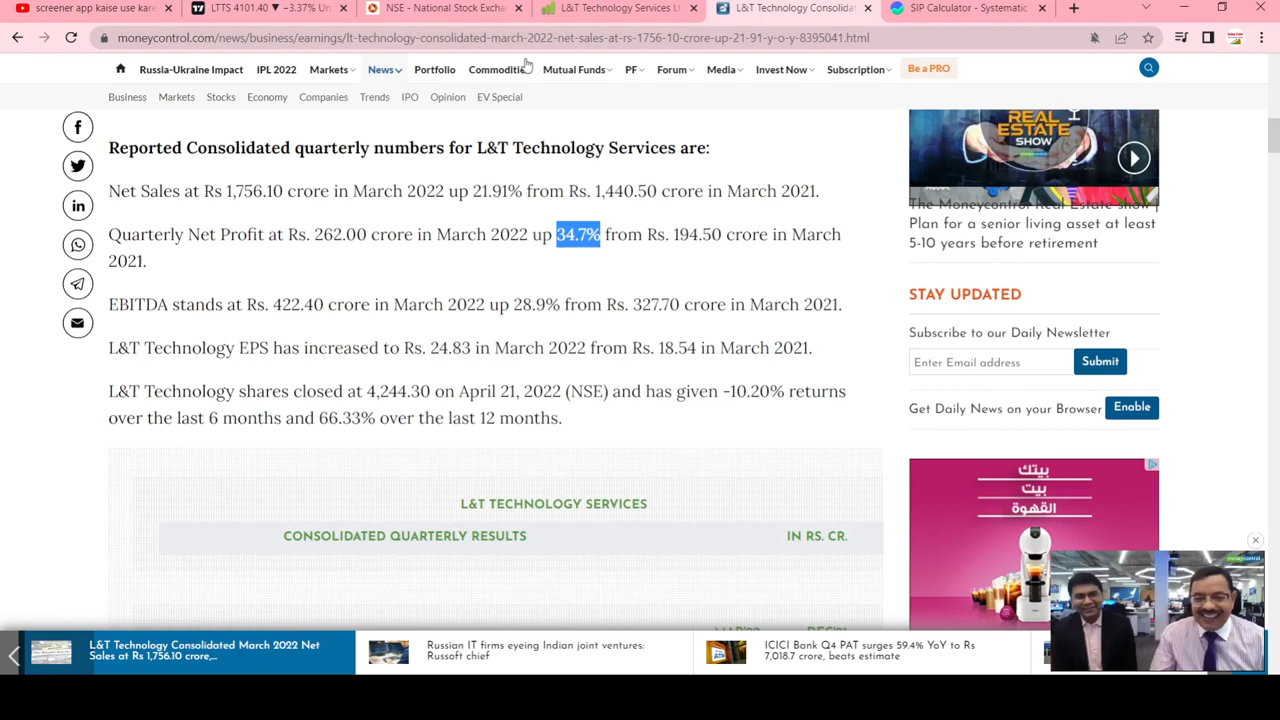 screener app kaise use kare
LTTS 4101.40 ▼ −3.37% Un
NSE - National Stock Exchan
L&T Technology Services Lt
L&T Technology Consolidat
SIP Calculator - Systematic
moneycontrol.com/news/business/earnings/lt-technology-consolidated-march-2022-net-sales-at-rs-1756-10-crore-up-21-91-y-o-y-8395041.html
Russia-Ukraine Impact IPL 2022 Markets News Portfolio Commodities Mutual Funds PF Forum Media Invest Now Subscription Be a PRO
Business Markets Stocks Economy Companies Trends IPO Opinion EV Special
Reported Consolidated quarterly numbers for L&T Technology Services are:
Net Sales at Rs 1,756.10 crore in March 2022 up 21.91% from Rs. 1,440.50 crore in March 2021.
Quarterly Net Profit at Rs. 262.00 crore in March 2022 up 34.7% from Rs. 194.50 crore in March
2021.
EBITDA stands at Rs. 422.40 crore in March 2022 up 28.9% from Rs. 327.70 crore in March 2021.
L&T Technology EPS has increased to Rs. 24.83 in March 2022 from Rs. 18.54 in March 2021.
L&T Technology shares closed at 4,244.30 on April 21, 2022 (NSE) and has given -10.20% returns
over the last 6 months and 66.33% over the last 12 months.
L&T TECHNOLOGY SERVICES
CONSOLIDATED QUARTERLY RESULTS IN RS. CR.
REAL
ESTATE
SHOW
The Moneycontrol Real Estate show |
Plan for a senior living asset at least
5-10 years before retirement
STAY UPDATED
Subscribe to our Daily Newsletter
Enter Email address Submit
Get Daily News on your Browser Enable
بيتك
بيت
القهوة
moneycontrol
L&T Technology Consolidated March 2022 Net
Sales at Rs 1,756.10 crore,...
Russian IT firms eyeing Indian joint ventures:
Russoft chief
ICICI Bank Q4 PAT surges 59.4% YoY to Rs
7,018.7 crore, beats estimate